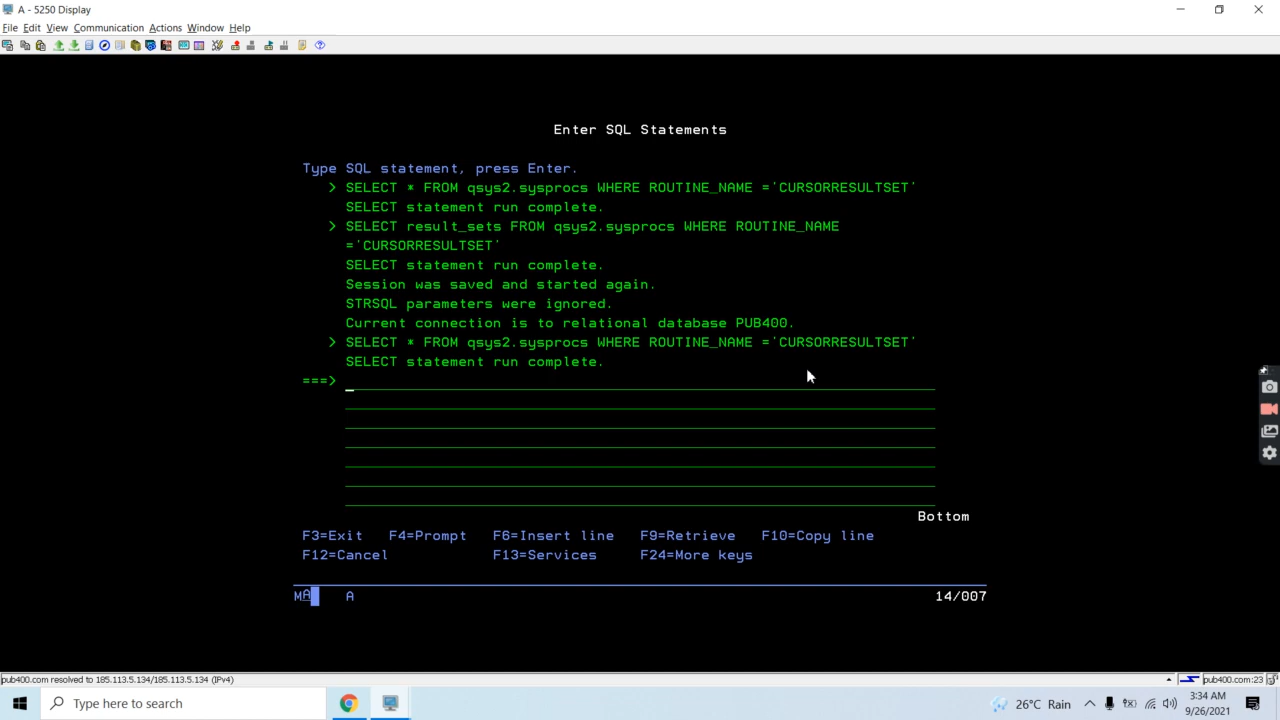 A - 5250 Display
File Edit View Communication Actions Window Help
Enter SQL Statements
Type SQL statement, press Enter.
> SELECT * FROM qsys2.sysprocs WHERE ROUTINE_NAME ='CURSORRESULTSET'
SELECT statement run complete.
> SELECT result_sets FROM qsys2.sysprocs WHERE ROUTINE_NAME
='CURSORRESULTSET'
SELECT statement run complete.
Session was saved and started again.
STRSQL parameters were ignored.
Current connection is to relational database PUB400.
> SELECT * FROM qsys2.sysprocs WHERE ROUTINE_NAME ='CURSORRESULTSET'
SELECT statement run complete.
===>
Bottom
F3=Exit F4=Prompt F6=Insert line F9=Retrieve F10=Copy line
F12=Cancel F13=Services F24=More keys
MA A 14/007
pub400.com resolved to 185.113.5.134/185.113.5.134 (IPv4) pub400.com:23
Type here to search 26°C Rain 3:34 AM
9/26/2021